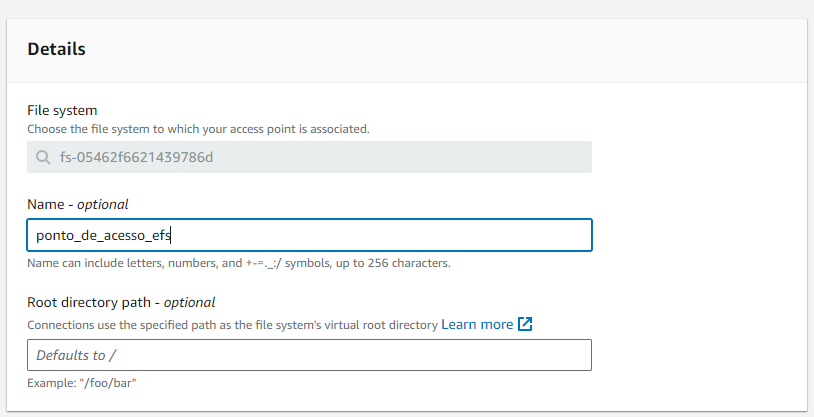 Details
File system
Choose the file system to which your access point is associated.
fs-05462f6621439786d
Name - optional
ponto_de_acesso_efs
Name can include letters, numbers, and +-=._:/ symbols, up to 256 characters.
Root directory path - optional
Connections use the specified path as the file system's virtual root directory Learn more
Defaults to /
Example: "/foo/bar"